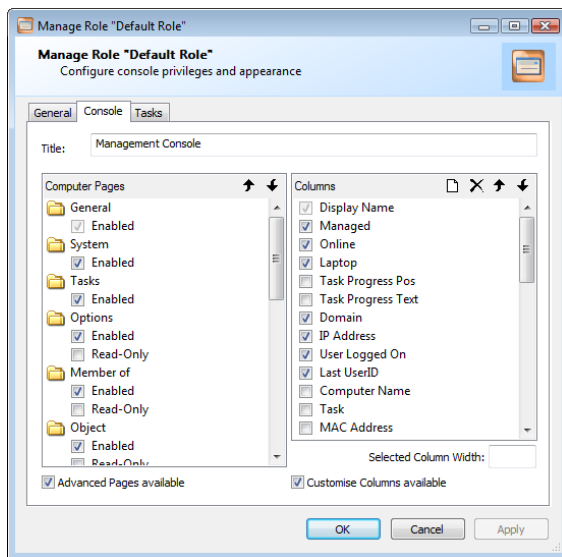 Manage Role "Default Role"
Manage Role "Default Role"
Configure console privileges and appearance
General
Console
Tasks
Title:
Management Console
Computer Pages
General
Enabled
System
Enabled
Tasks
Enabled
Options
Enabled
Read-Only
Member of
Enabled
Read-Only
Object
Enabled
Read-Only
Advanced Pages available
Columns
Display Name
Managed
Online
Laptop
Task Progress Pos
Task Progress Text
Domain
IP Address
User Logged On
Last UserID
Computer Name
Task
MAC Address
Selected Column Width:
Customise Columns available
OK
Cancel
Apply